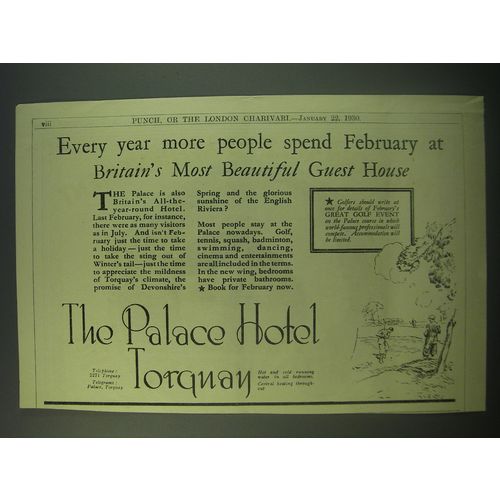 viii
PUNCH, OR THE LONDON CHARIVARI.—JANUARY 22, 1930.
Every year more people spend February at
Britain's Most Beautiful Guest House
THE Palace is also
Britain's All-the-
year-round Hotel.
Last February, for instance,
there were as many visitors
as in July. And isn't Feb-
ruary just the time to take
a holiday—just the time
to take the sting out of
Winter's tail—just the time
to appreciate the mildness
of Torquay's climate, the
promise of Devonshire's
Spring and the glorious
sunshine of the English
Riviera?
Most people stay at the
Palace nowadays. Golf,
tennis, squash, badminton,
swimming, dancing,
cinema and entertainments
are all included in the terms.
In the new wing, bedrooms
have private bathrooms.
★ Book for February now.
★ Golfers should write at
once for details of February's
GREAT GOLF EVENT
on the Palace course in which
world-famous professionals will
compete. Accommodation will
be limited.
The Palace Hotel
Torquay
Telephone:
2271 Torquay
Telegrams:
Palace, Torquay
Hot and cold running
water in all bedrooms.
Central heating through-
out